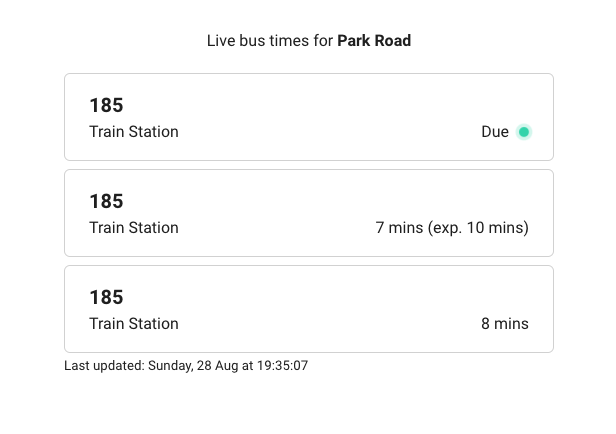 Live bus times for Park Road
185
Train Station
Due
185
Train Station
7 mins (exp. 10 mins)
185
Train Station
8 mins
Last updated: Sunday, 28 Aug at 19:35:07